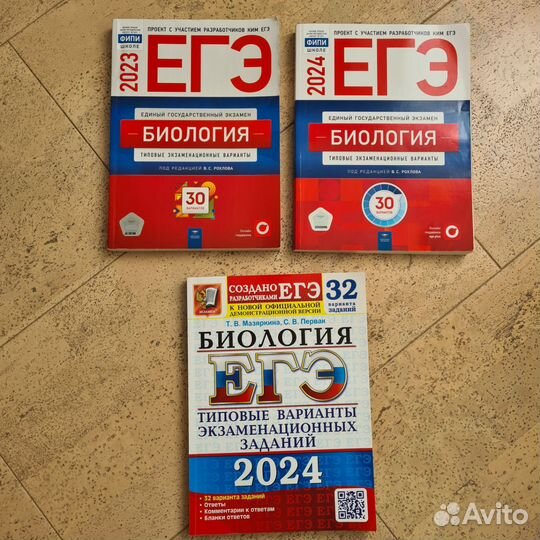 ПРОЕКТ С УЧАСТИЕМ РАЗРАБОТЧИКОВ КИМ ЕГЭ
ФИПИ
ШКОЛЕ
2023
ЕГЭ
ЕДИНЫЙ ГОСУДАРСТВЕННЫЙ ЭКЗАМЕН
БИОЛОГИЯ
ТИПОВЫЕ ЭКЗАМЕНАЦИОННЫЕ ВАРИАНТЫ
ПОД РЕДАКЦИЕЙ В.С. РОХЛОВА
30
ВАРИАНТОВ
ПРОЕКТ С УЧАСТИЕМ РАЗРАБОТЧИКОВ КИМ ЕГЭ
ФИПИ
ШКОЛЕ
2024
ЕГЭ
ЕДИНЫЙ ГОСУДАРСТВЕННЫЙ ЭКЗАМЕН
БИОЛОГИЯ
ТИПОВЫЕ ЭКЗАМЕНАЦИОННЫЕ ВАРИАНТЫ
ПОД РЕДАКЦИЕЙ В.С. РОХЛОВА
30
ВАРИАНТОВ
СОЗДАНО
РАЗРАБОТЧИКАМИ ЕГЭ
К НОВОЙ ОФИЦИАЛЬНОЙ
ДЕМОНСТРАЦИОННОЙ ВЕРСИИ
32
варианта
заданий
ЭКЗАМЕН
Т. В. Мазяркина, С. В. Первак
БИОЛОГИЯ
ЕГЭ
ТИПОВЫЕ ВАРИАНТЫ
ЭКЗАМЕНАЦИОННЫХ
ЗАДАНИЙ
2024
• 32 варианта заданий
• Ответы
• Комментарии к ответам
• Бланки ответов
Avito